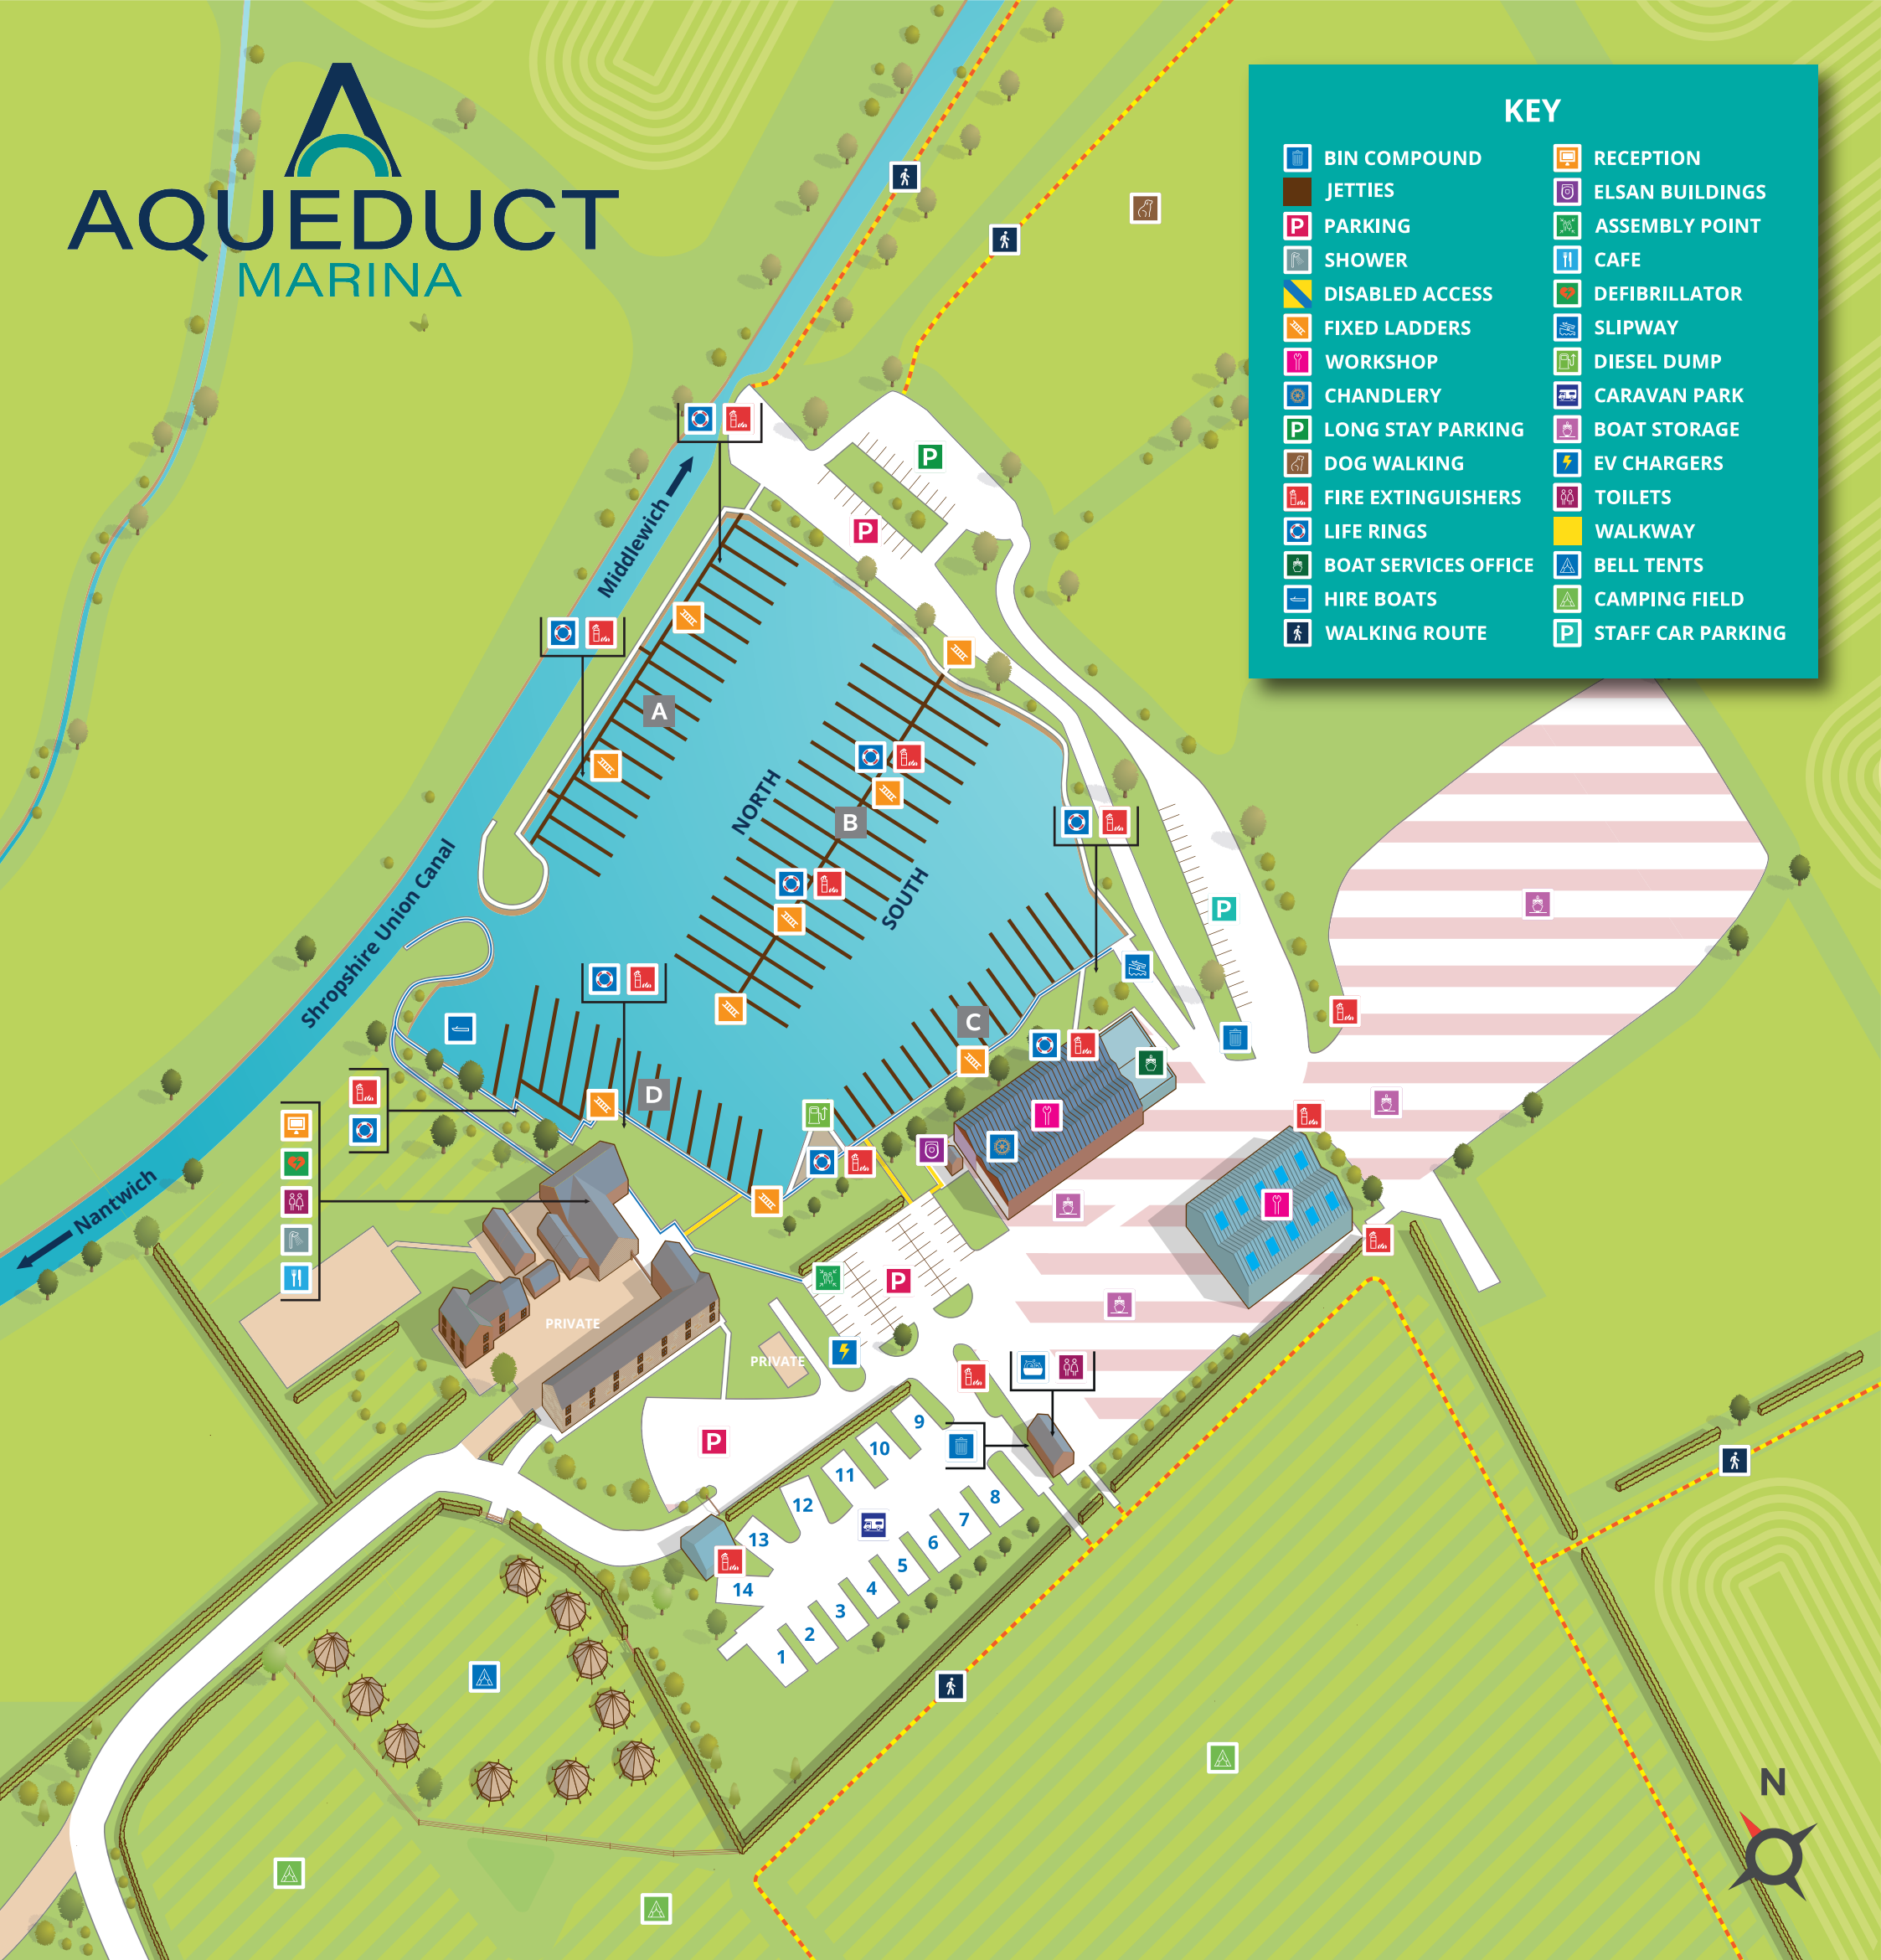 AQUEDUCT
MARINA
KEY
BIN COMPOUND
JETTIES
PARKING
SHOWER
DISABLED ACCESS
FIXED LADDERS
WORKSHOP
CHANDLERY
LONG STAY PARKING
DOG WALKING
FIRE EXTINGUISHERS
LIFE RINGS
BOAT SERVICES OFFICE
HIRE BOATS
WALKING ROUTE
RECEPTION
ELSAN BUILDINGS
ASSEMBLY POINT
CAFE
DEFIBRILLATOR
SLIPWAY
DIESEL DUMP
CARAVAN PARK
BOAT STORAGE
EV CHARGERS
TOILETS
WALKWAY
BELL TENTS
CAMPING FIELD
STAFF CAR PARKING
P
P
P
P
P
Middlewich
A
NORTH
B
SOUTH
Shropshire Union Canal
P
C
D
Nantwich
P
PRIVATE
PRIVATE
P
9
10
11
12
13
14
8
7
6
5
4
3
2
1
N